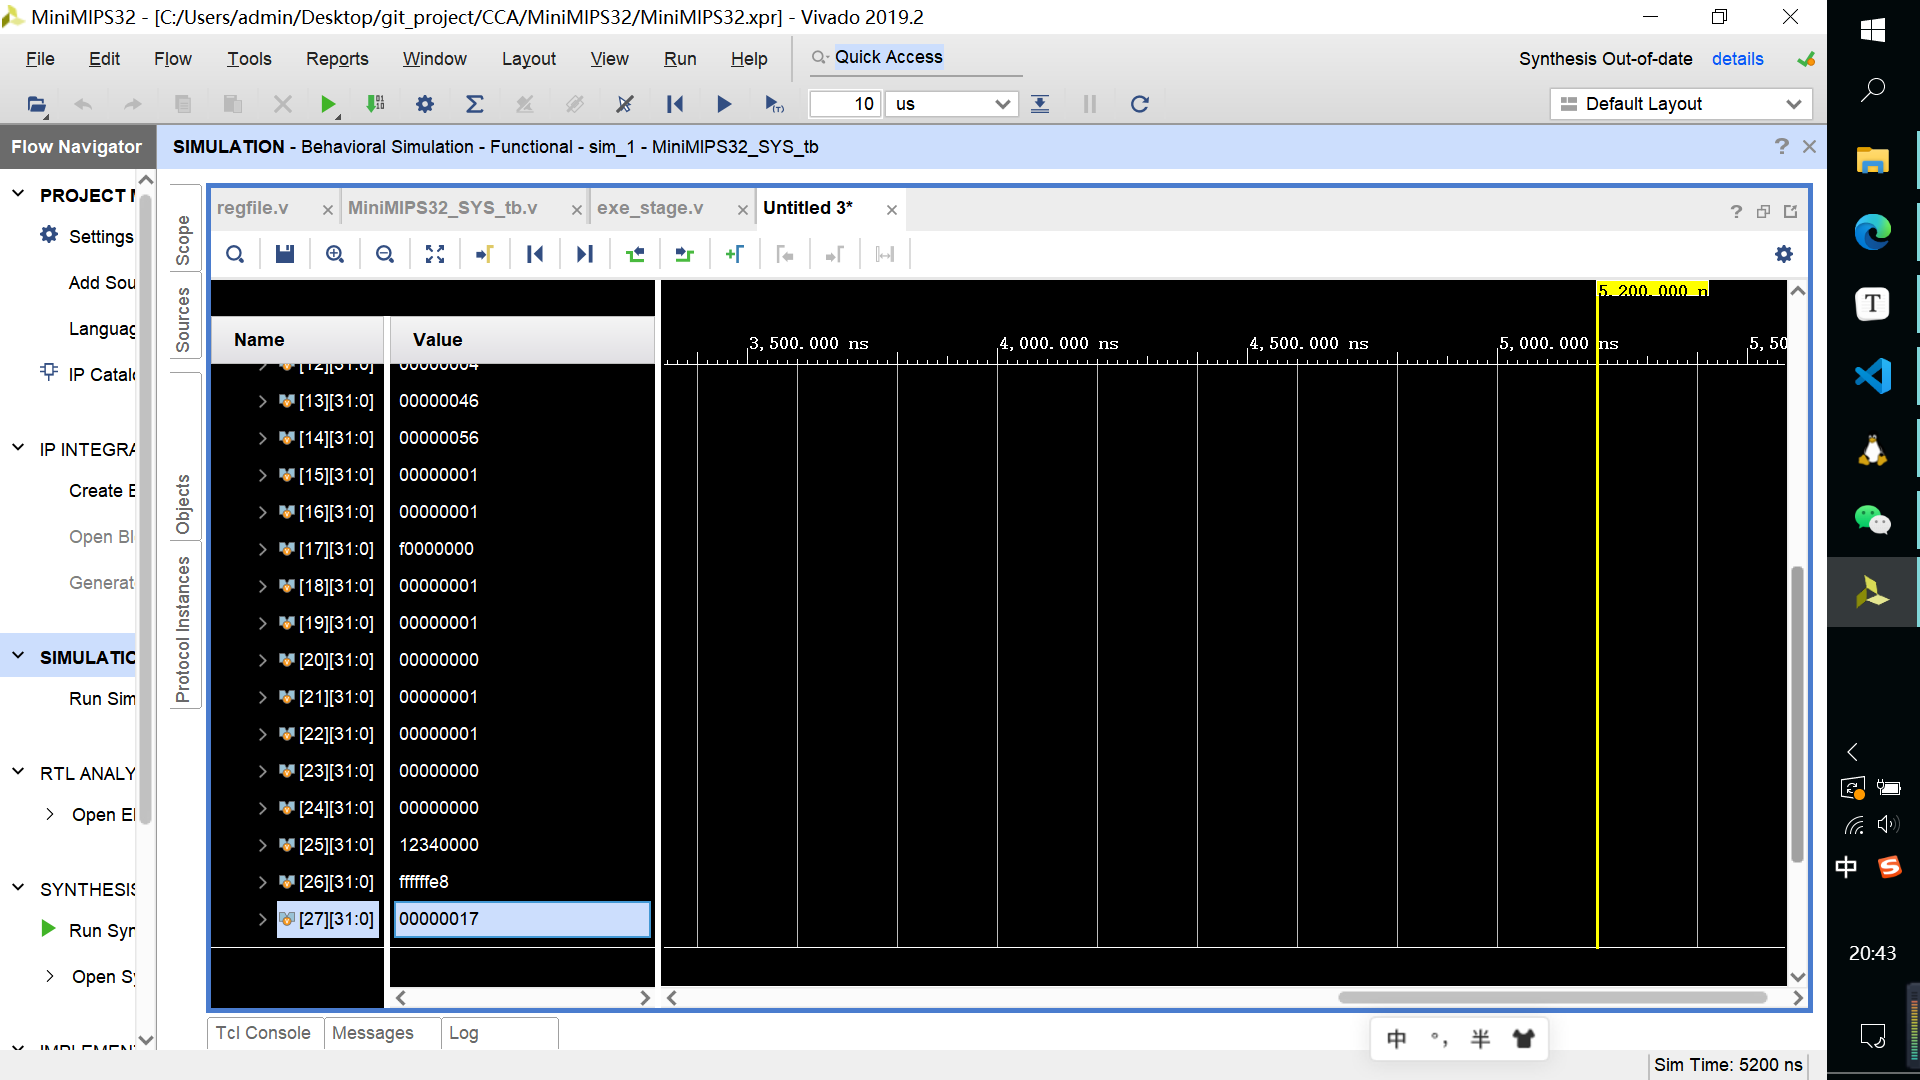 MiniMIPS32 - [C:/Users/admin/Desktop/git_project/CCA/MiniMIPS32/MiniMIPS32.xpr] - Vivado 2019.2
File Edit Flow Tools Reports Window Layout View Run Help Quick Access
Synthesis Out-of-date details
10 us
Default Layout
Flow Navigator
SIMULATION - Behavioral Simulation - Functional - sim_1 - MiniMIPS32_SYS_tb
PROJECT M
Settings
Add Sou
Languag
IP Catalo
IP INTEGRA
Create B
Open Bl
Generat
SIMULATIO
Run Sim
RTL ANALY
Open El
SYNTHESIS
Run Syn
Open Sy
IMPLEMEN
Scope
Sources
Objects
Protocol Instances
regfile.v
MiniMIPS32_SYS_tb.v
exe_stage.v
Untitled 3*
Name Value
[12][31:0] 00000004
[13][31:0] 00000046
[14][31:0] 00000056
[15][31:0] 00000001
[16][31:0] 00000001
[17][31:0] f0000000
[18][31:0] 00000001
[19][31:0] 00000001
[20][31:0] 00000000
[21][31:0] 00000001
[22][31:0] 00000001
[23][31:0] 00000000
[24][31:0] 00000000
[25][31:0] 12340000
[26][31:0] ffffffe8
[27][31:0] 00000017
5,200.000 n
3,500.000 ns 4,000.000 ns 4,500.000 ns 5,000.000 ns 5,50
Tcl Console Messages Log
中 °, 半
Sim Time: 5200 ns
T
中 S
20:43